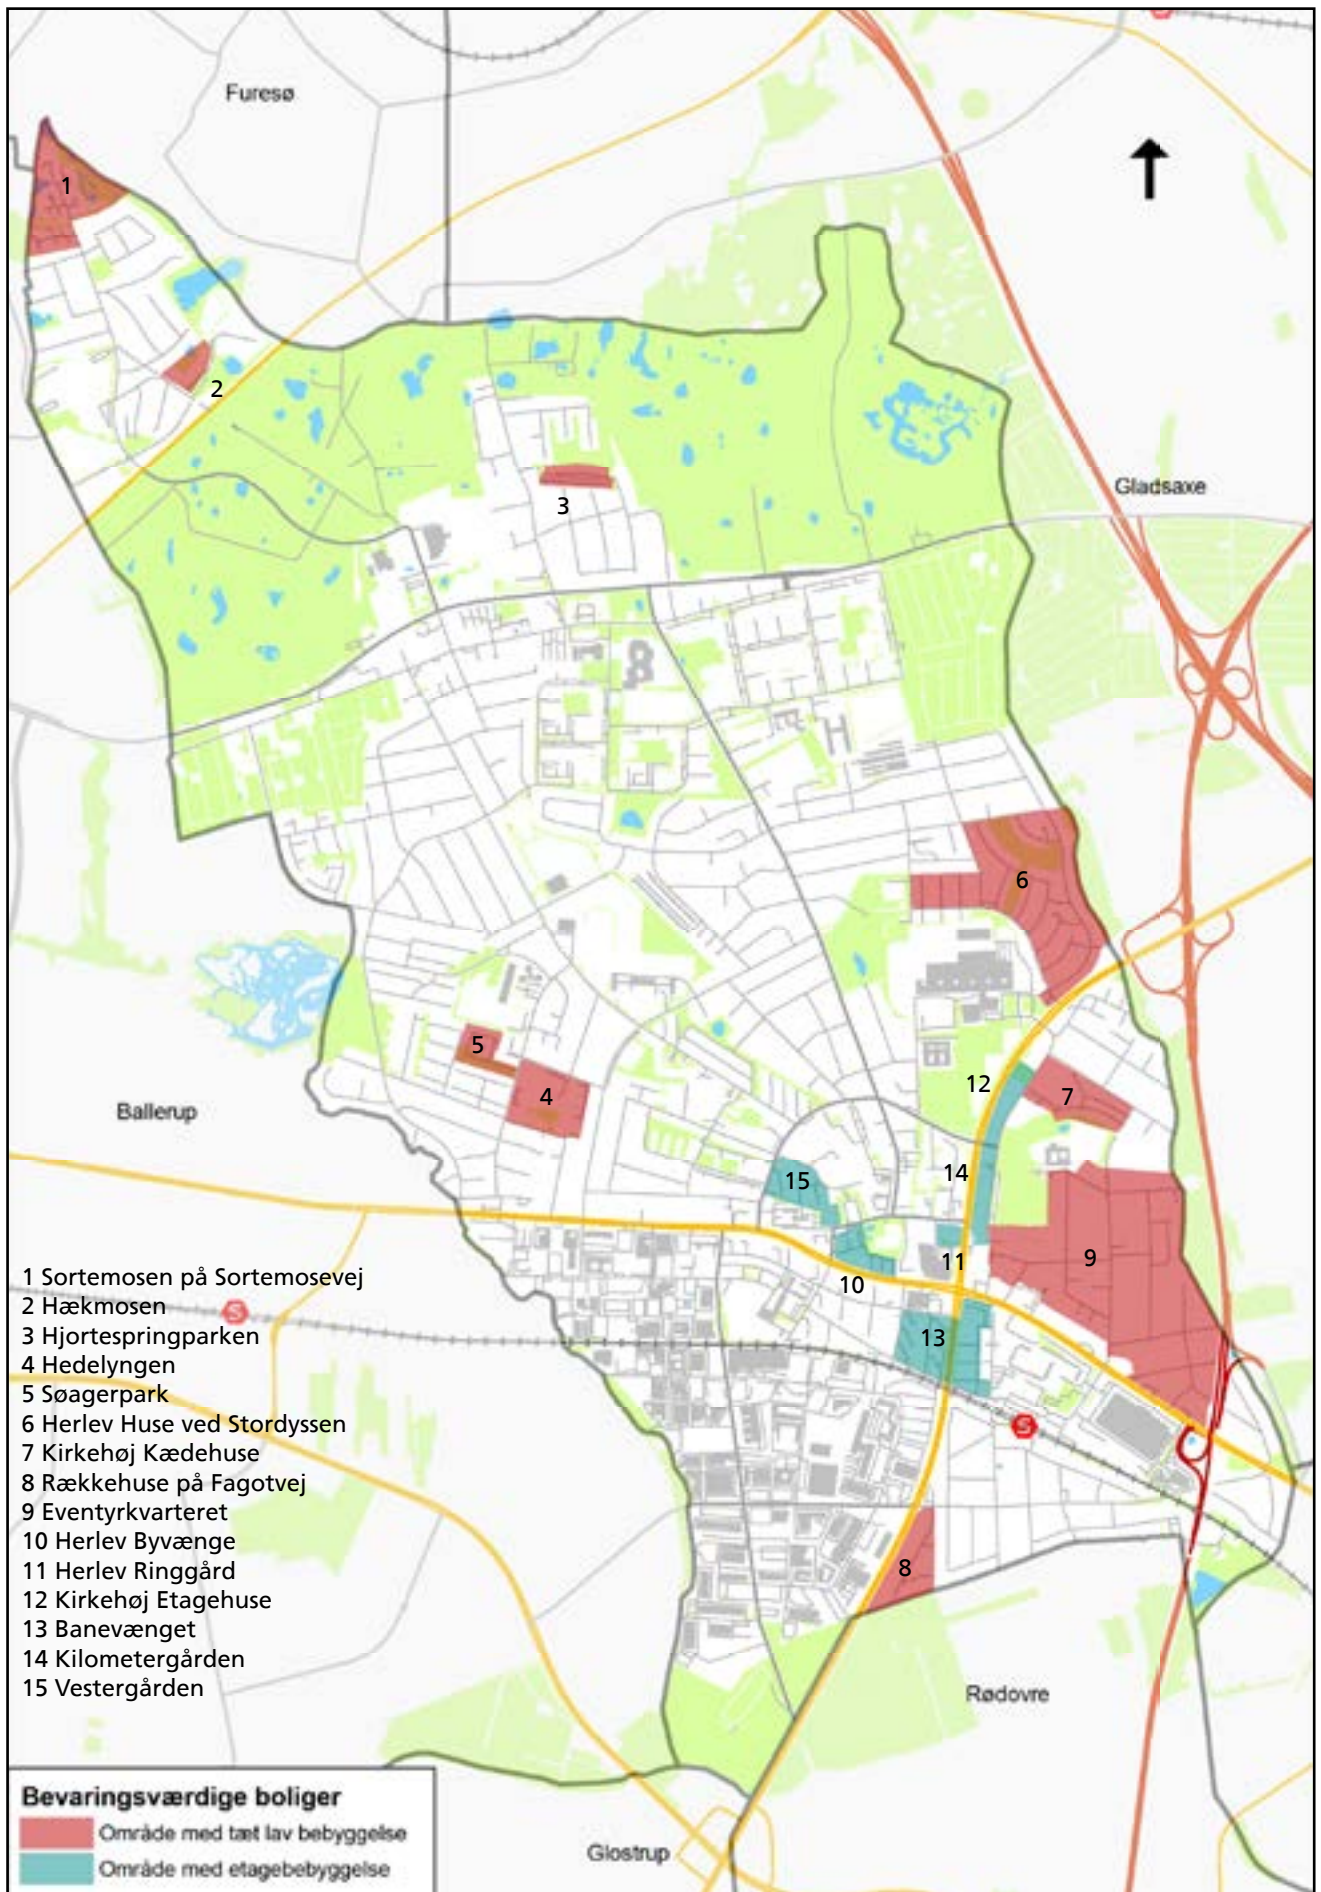 Furesø
1
2
3
Gladsaxe
6
5
4
Ballerup
12
7
15
14
9
11
10
13
1 Sortemosen på Sortemosevej
2 Hækmosen
S
3 Hjortespringparken
4 Hedelyngen
5 Søagerpark
6 Herlev Huse ved Stordyssen
S
7 Kirkehøj Kædehuse
8 Rækkehuse på Fagotvej
9 Eventyrkvarteret
10 Herlev Byvænge
8
11 Herlev Ringgård
12 Kirkehøj Etagehuse
13 Banevænget
14 Kilometergården
15 Vestergården
Rødovre
Bevaringsværdige boliger
Område med tæt lav bebyggelse
Område med etagebebyggelse
Glostrup